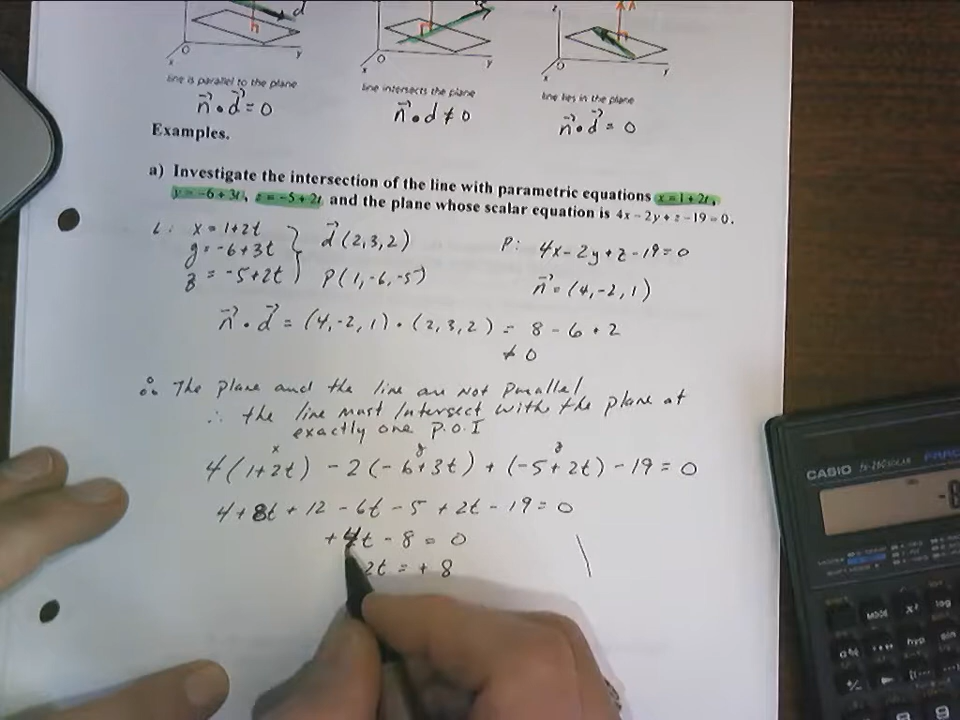 d
n
O
y
x
O
y
x
z
n
O
y
x
line is parallel to the plane
line intersects the plane
line lies in the plane
n • d = 0
n • d ≠ 0
n • d = 0
Examples.
a) Investigate the intersection of the line with parametric equations x = 1 + 2t,
y = -6 + 3t, z = -5 + 2t and the plane whose scalar equation is 4x - 2y + z - 19 = 0.
L: x = 1+2t
y = -6+3t } d (2,3,2)
z = -5+2t P(1,-6,-5)
P: 4x-2y+z-19=0
n = (4,-2,1)
n • d = (4,-2,1) • (2,3,2) = 8 - 6 + 2
≠ 0
∴ The plane and the line are not parallel
∴ the line must intersect with the plane at
exactly one P.O.I
x y z
4(1+2t) - 2(-6+3t) + (-5+2t) - 19 = 0
4+8t+12-6t-5+2t-19=0
+4t-8=0
2t=+8
CASIO
-8
MODE
x²
log
hyp